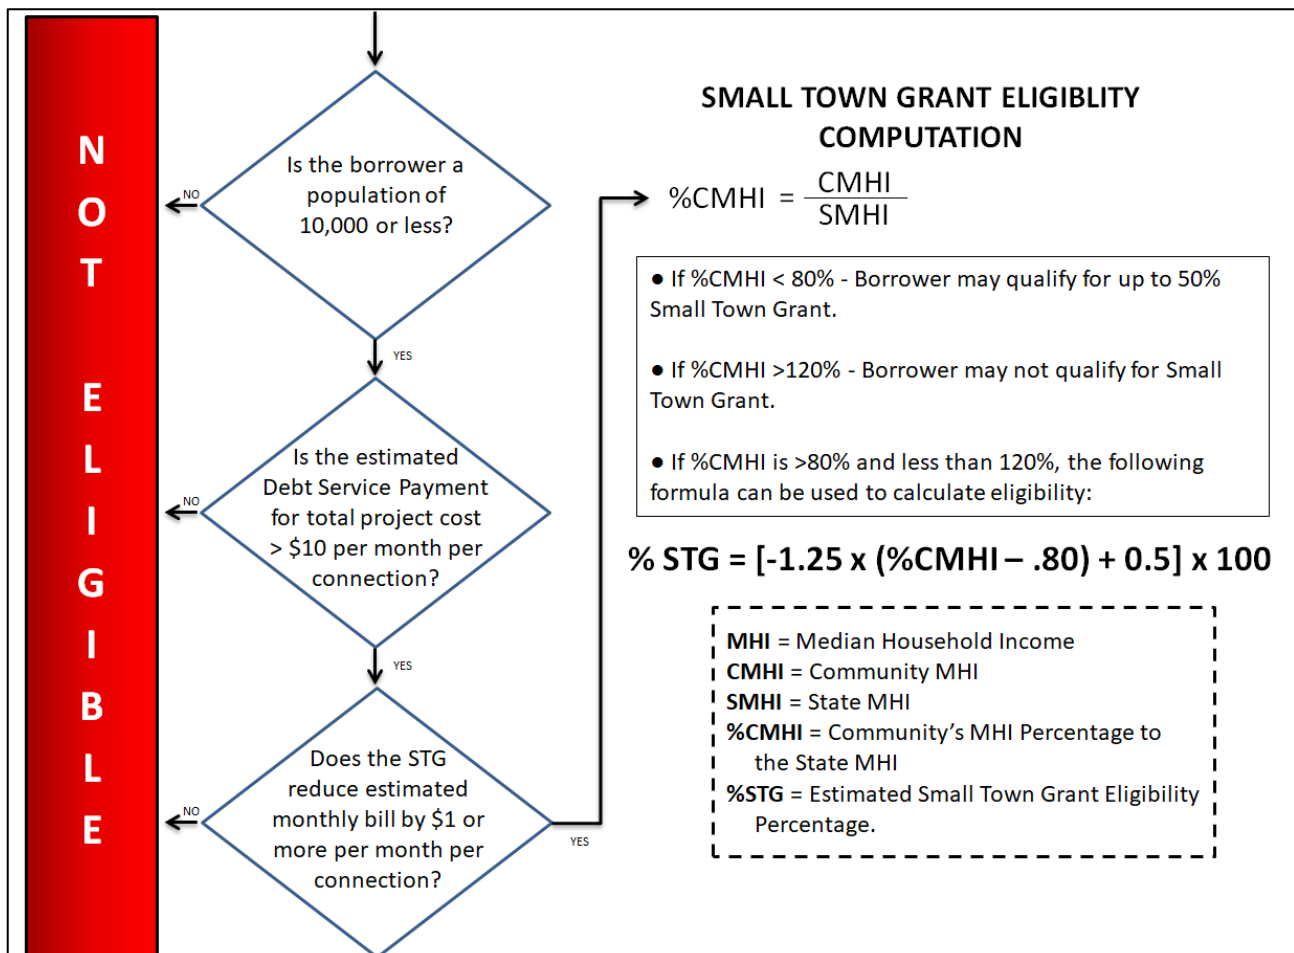 NOT ELIGIBLE
Is the borrower a
population of
10,000 or less?
NO
YES
Is the estimated
Debt Service Payment
for total project cost
> $10 per month per
connection?
NO
YES
Does the STG
reduce estimated
monthly bill by $1 or
more per month per
connection?
NO
YES
SMALL TOWN GRANT ELIGIBLITY
COMPUTATION
%CMHI = CMHI
SMHI
● If %CMHI < 80% - Borrower may qualify for up to 50%
Small Town Grant.
● If %CMHI >120% - Borrower may not qualify for Small
Town Grant.
● If %CMHI is >80% and less than 120%, the following
formula can be used to calculate eligibility:
% STG = [-1.25 x (%CMHI – .80) + 0.5] x 100
MHI = Median Household Income
CMHI = Community MHI
SMHI = State MHI
%CMHI = Community’s MHI Percentage to
the State MHI
%STG = Estimated Small Town Grant Eligibility
Percentage.